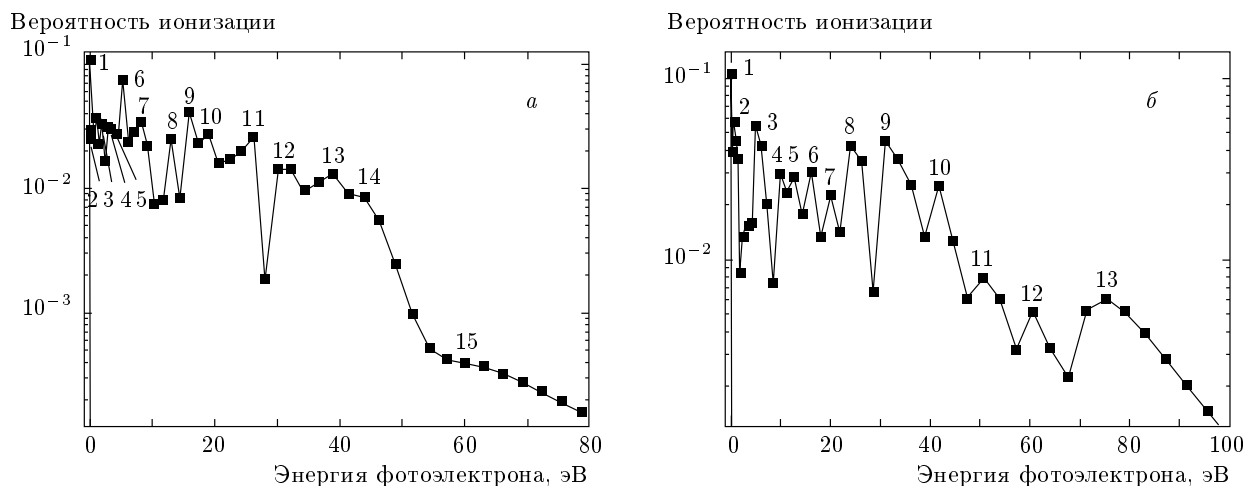 Вероятность ионизации
10⁻¹
1
6
7
9
10
8
11
12
13
14
а
10⁻²
2 3 4 5
10⁻³
15
0 20 40 60 80
Энергия фотоэлектрона, эВ
Вероятность ионизации
10⁻¹
1
2
3
4 5 6
7
8
9
10
б
10⁻²
11
12
13
0 20 40 60 80 100
Энергия фотоэлектрона, эВ